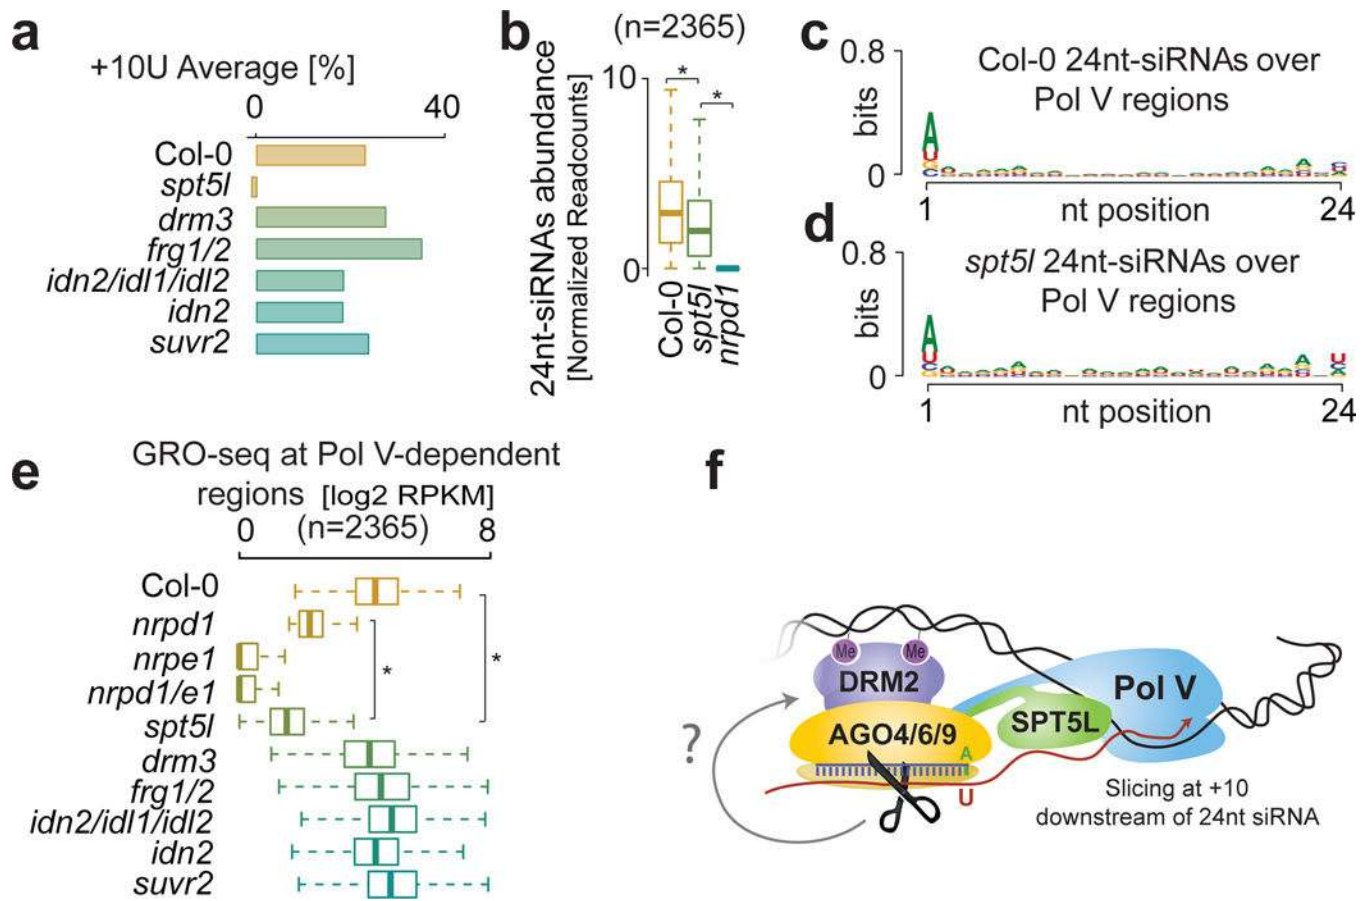 a
+10U Average [%]
0 40
Col-0
spt5l
drm3
frg1/2
idn2/idl1/idl2
idn2
suvr2
b
(n=2365)
24nt-siRNAs abundance
[Normalized Readcounts]
10
0
*
*
Col-0
spt5l
nrpd1
c
0.8
bits
0
Col-0 24nt-siRNAs over
Pol V regions
A
U
G
C
1 nt position 24
d
0.8
bits
0
spt5l 24nt-siRNAs over
Pol V regions
A
U
C
G
1 nt position 24
e
GRO-seq at Pol V-dependent
regions [log2 RPKM]
(n=2365)
0 8
Col-0
nrpd1
nrpe1
nrpd1/e1
spt5l
drm3
frg1/2
idn2/idl1/idl2
idn2
suvr2
*
*
f
Me Me
DRM2
Pol V
SPT5L
AGO4/6/9
A
U
?
Slicing at +10
downstream of 24nt siRNA